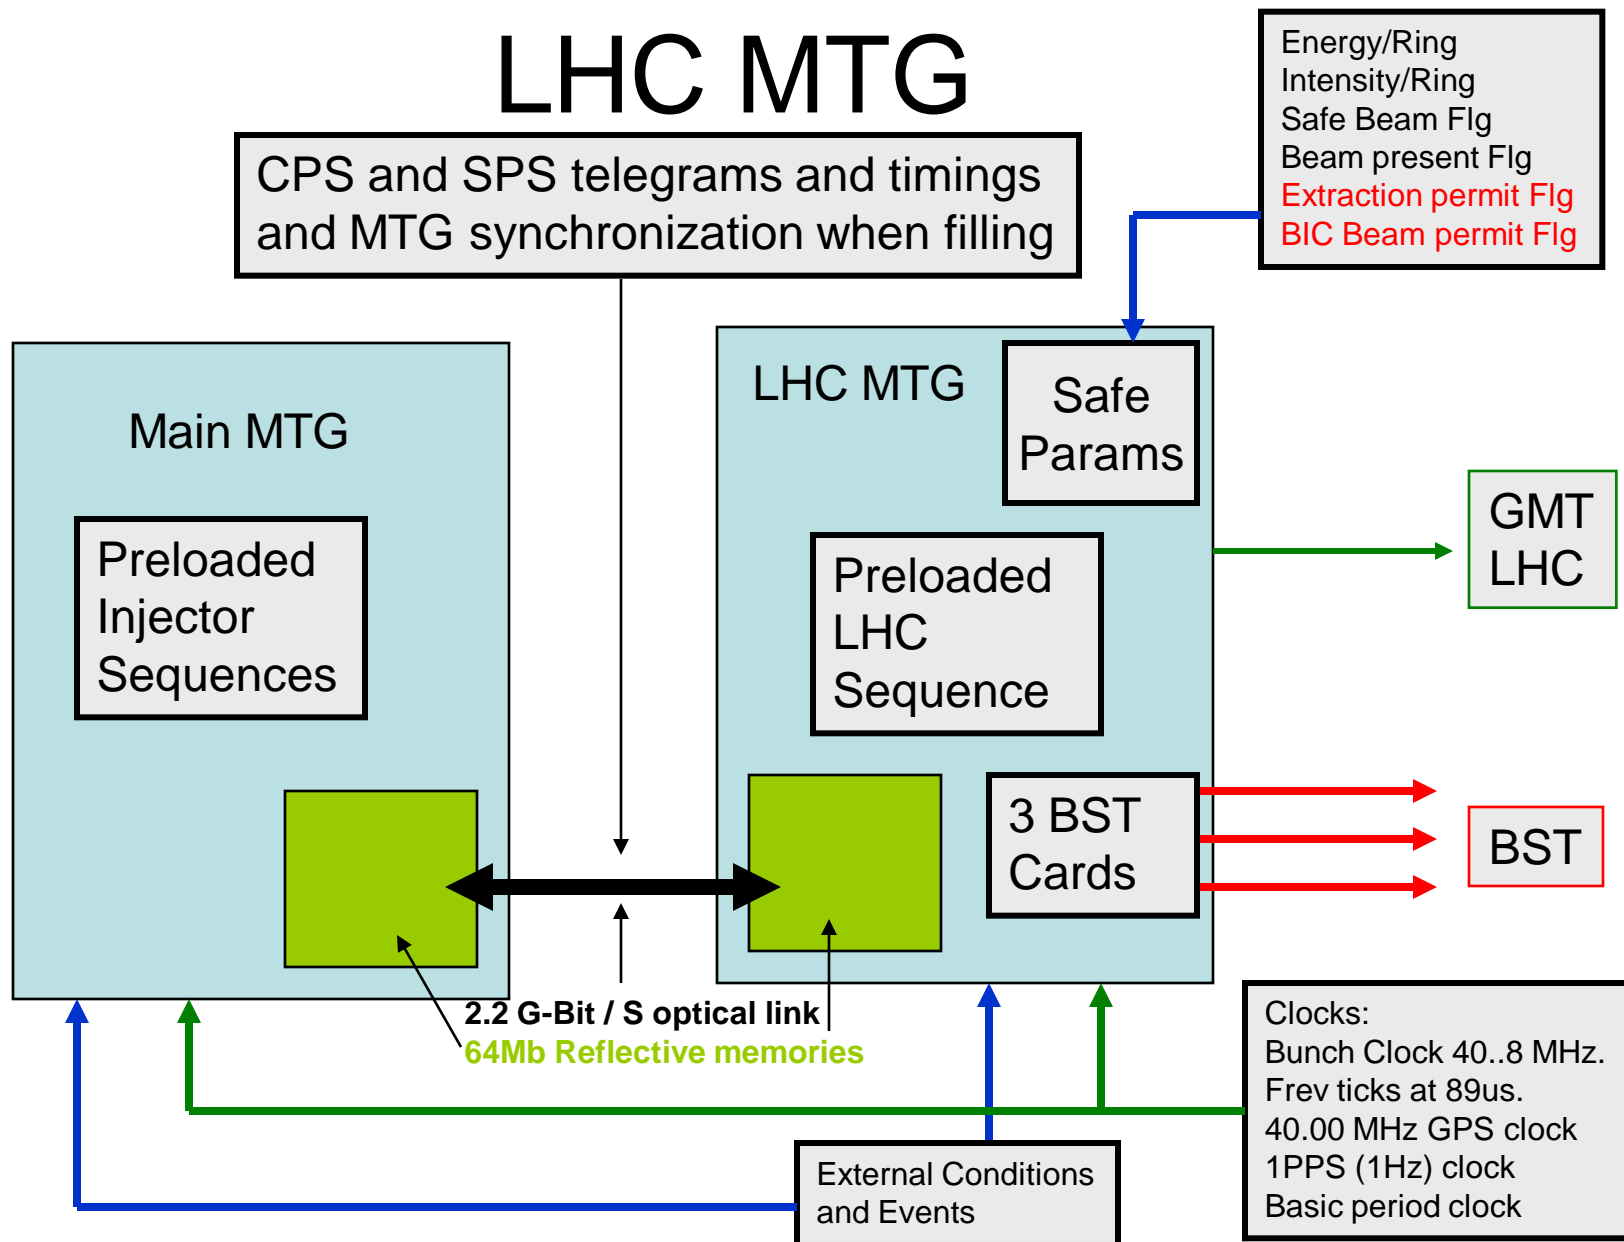 LHC MTG
CPS and SPS telegrams and timings
and MTG synchronization when filling
Energy/Ring
Intensity/Ring
Safe Beam Flg
Beam present Flg
Extraction permit Flg
BIC Beam permit Flg
Main MTG
Preloaded
Injector
Sequences
LHC MTG
Safe
Params
Preloaded
LHC
Sequence
3 BST
Cards
GMT
LHC
BST
2.2 G-Bit / S optical link
64Mb Reflective memories
External Conditions
and Events
Clocks:
Bunch Clock 40..8 MHz.
Frev ticks at 89us.
40.00 MHz GPS clock
1PPS (1Hz) clock
Basic period clock